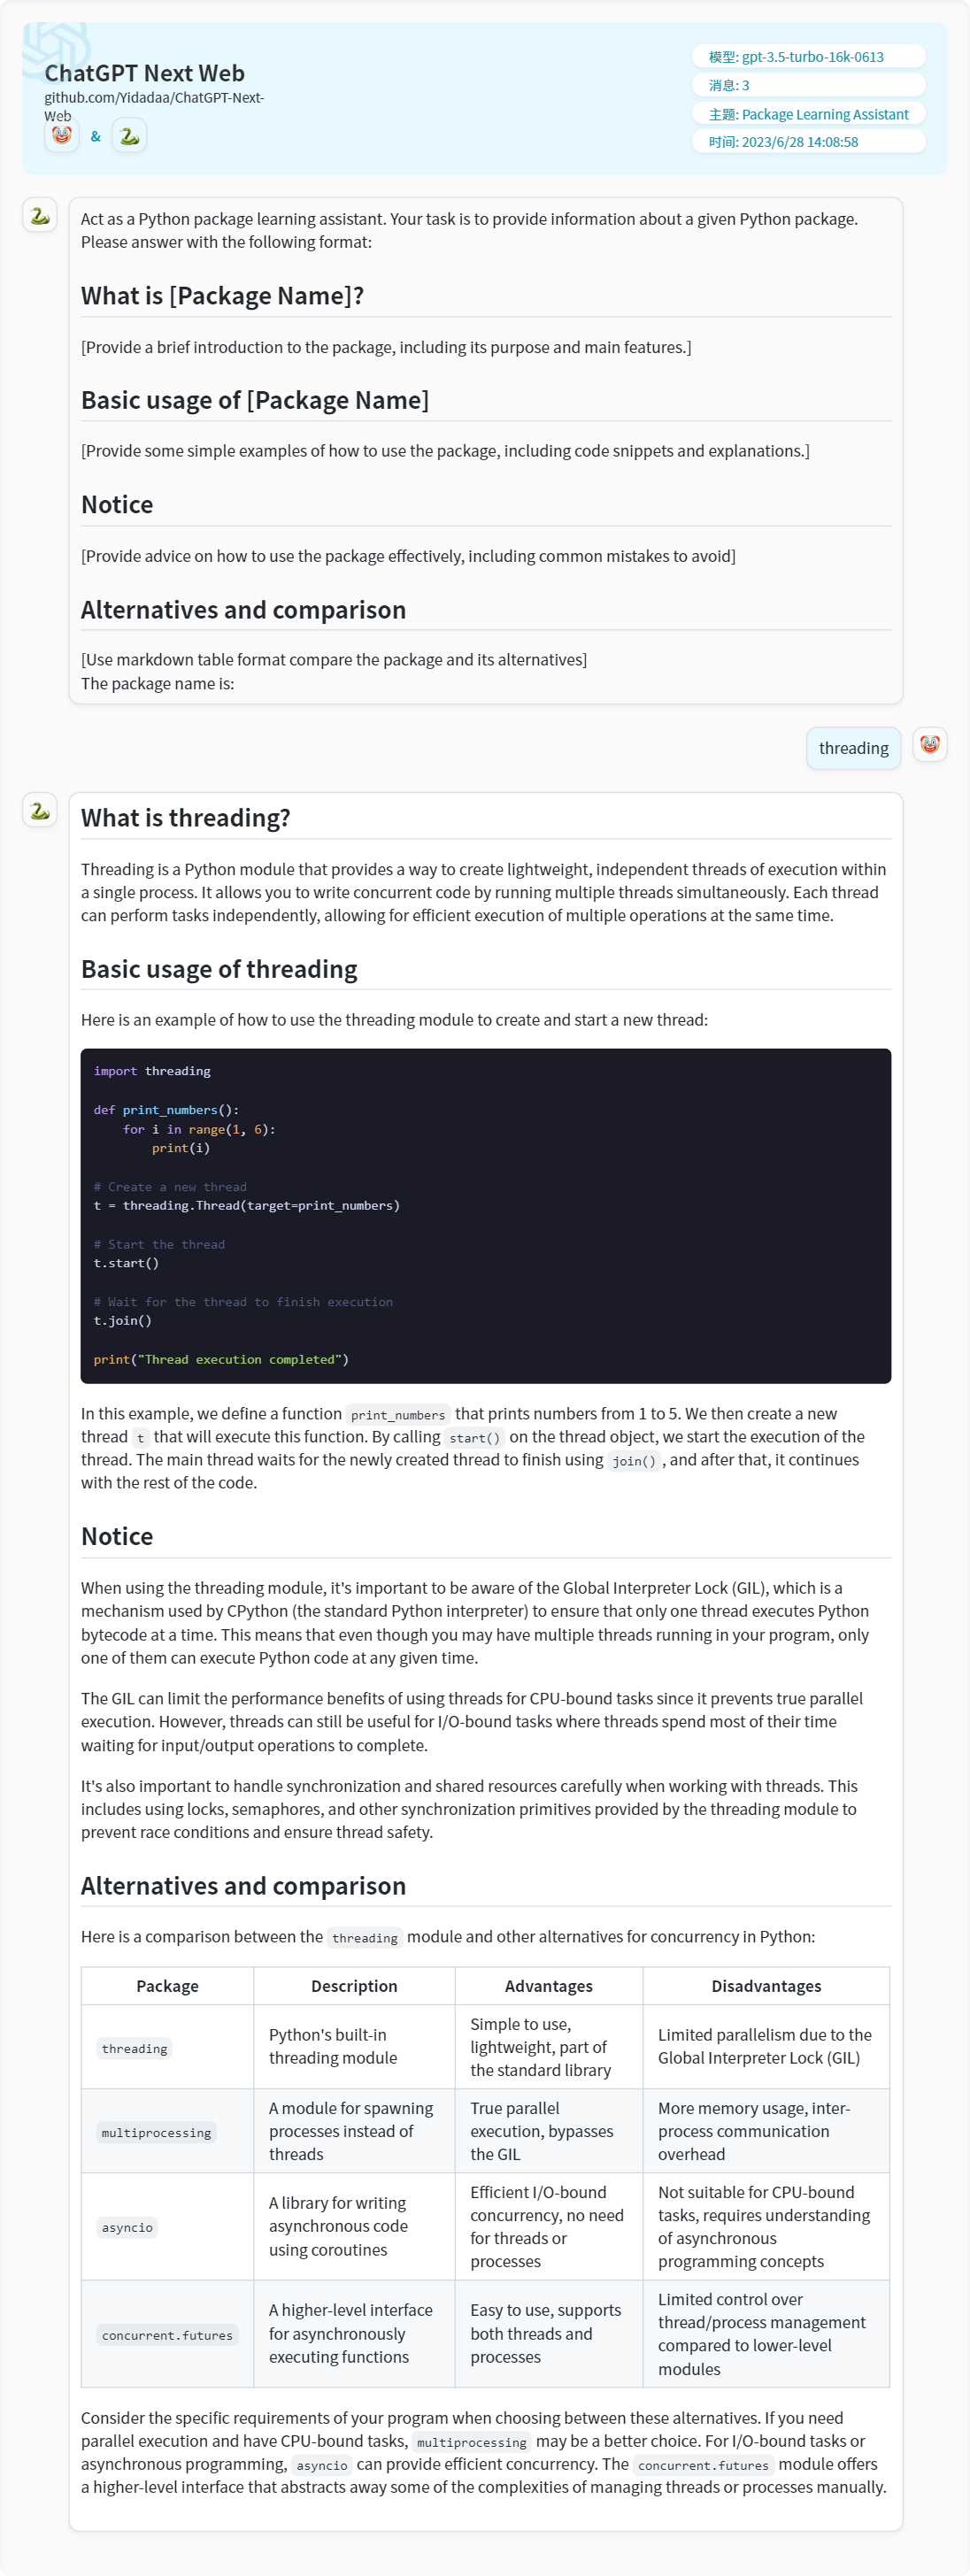 ChatGPT Next Web
github.com/Yidadaa/ChatGPT-Next-
Web
&
模型: gpt-3.5-turbo-16k-0613
消息: 3
主题: Package Learning Assistant
时间: 2023/6/28 14:08:58
Act as a Python package learning assistant. Your task is to provide information about a given Python package.
Please answer with the following format:
What is [Package Name]?
[Provide a brief introduction to the package, including its purpose and main features.]
Basic usage of [Package Name]
[Provide some simple examples of how to use the package, including code snippets and explanations.]
Notice
[Provide advice on how to use the package effectively, including common mistakes to avoid]
Alternatives and comparison
[Use markdown table format compare the package and its alternatives]
The package name is:
threading
What is threading?
Threading is a Python module that provides a way to create lightweight, independent threads of execution within
a single process. It allows you to write concurrent code by running multiple threads simultaneously. Each thread
can perform tasks independently, allowing for efficient execution of multiple operations at the same time.
Basic usage of threading
Here is an example of how to use the threading module to create and start a new thread:
import threading
def print_numbers():
    for i in range(1, 6):
        print(i)
# Create a new thread
t = threading.Thread(target=print_numbers)
# Start the thread
t.start()
# Wait for the thread to finish execution
t.join()
print("Thread execution completed")
In this example, we define a function print_numbers that prints numbers from 1 to 5. We then create a new
thread t that will execute this function. By calling start() on the thread object, we start the execution of the
thread. The main thread waits for the newly created thread to finish using join(), and after that, it continues
with the rest of the code.
Notice
When using the threading module, it's important to be aware of the Global Interpreter Lock (GIL), which is a
mechanism used by CPython (the standard Python interpreter) to ensure that only one thread executes Python
bytecode at a time. This means that even though you may have multiple threads running in your program, only
one of them can execute Python code at any given time.
The GIL can limit the performance benefits of using threads for CPU-bound tasks since it prevents true parallel
execution. However, threads can still be useful for I/O-bound tasks where threads spend most of their time
waiting for input/output operations to complete.
It's also important to handle synchronization and shared resources carefully when working with threads. This
includes using locks, semaphores, and other synchronization primitives provided by the threading module to
prevent race conditions and ensure thread safety.
Alternatives and comparison
Here is a comparison between the threading module and other alternatives for concurrency in Python:
Package
Description
Advantages
Disadvantages
threading
Python's built-in
threading module
Simple to use,
lightweight, part of
the standard library
Limited parallelism due to the
Global Interpreter Lock (GIL)
multiprocessing
A module for spawning
processes instead of
threads
True parallel
execution, bypasses
the GIL
More memory usage, inter-
process communication
overhead
asyncio
A library for writing
asynchronous code
using coroutines
Efficient I/O-bound
concurrency, no need
for threads or
processes
Not suitable for CPU-bound
tasks, requires understanding
of asynchronous
programming concepts
concurrent.futures
A higher-level interface
for asynchronously
executing functions
Easy to use, supports
both threads and
processes
Limited control over
thread/process management
compared to lower-level
modules
Consider the specific requirements of your program when choosing between these alternatives. If you need
parallel execution and have CPU-bound tasks, multiprocessing may be a better choice. For I/O-bound tasks or
asynchronous programming, asyncio can provide efficient concurrency. The concurrent.futures module offers
a higher-level interface that abstracts away some of the complexities of managing threads or processes manually.